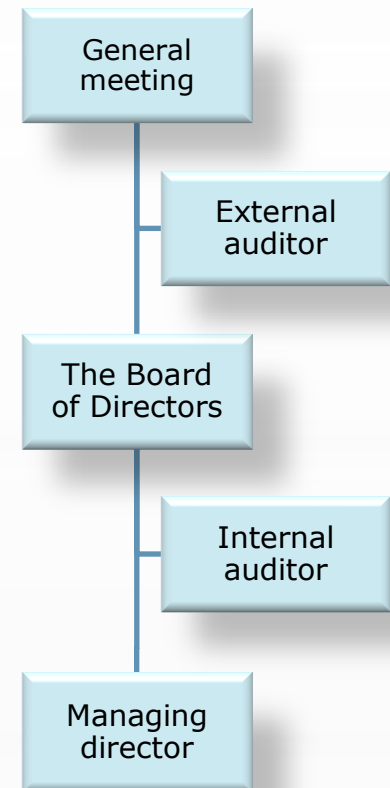 General
meeting
External
auditor
The Board
of Directors
Internal
auditor
Managing
director